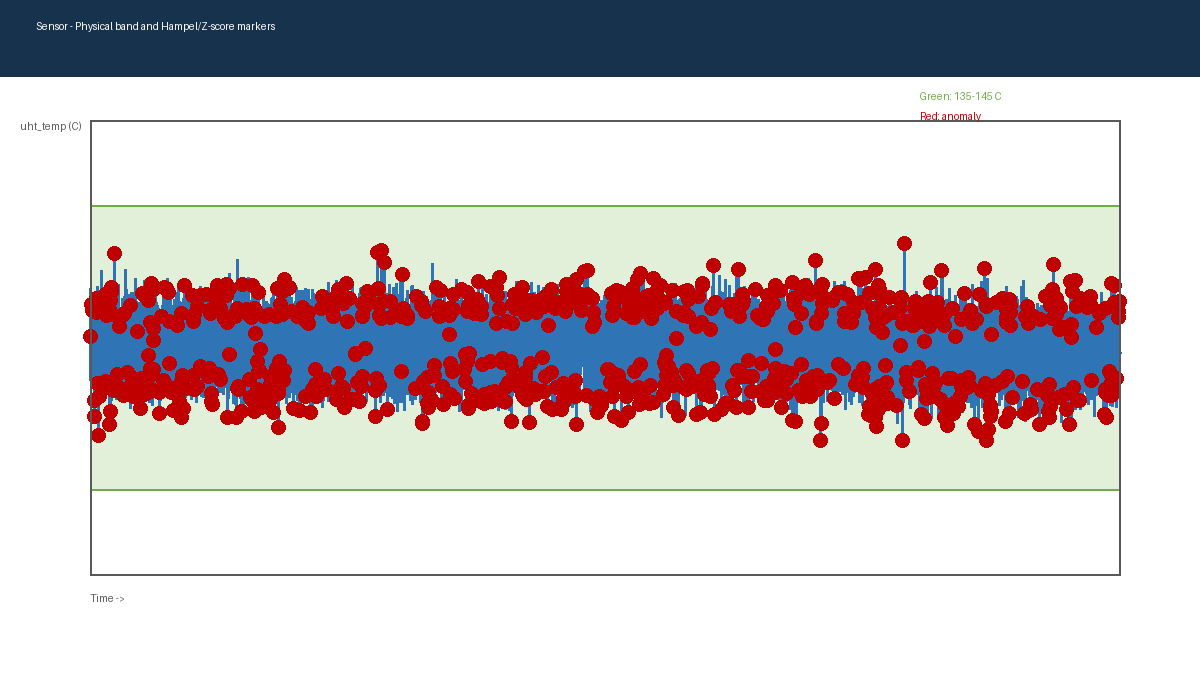 Sensor - Physical band and Hampel/Z-score markers
Green: 135-145 C
Red: anomaly
uht_temp (C)
Time ->